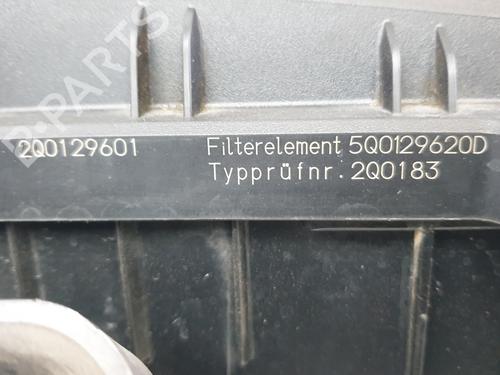 2Q0129601 Filterelement 5Q0129620D
Typprüfnr. 2Q0183
B-PARTS